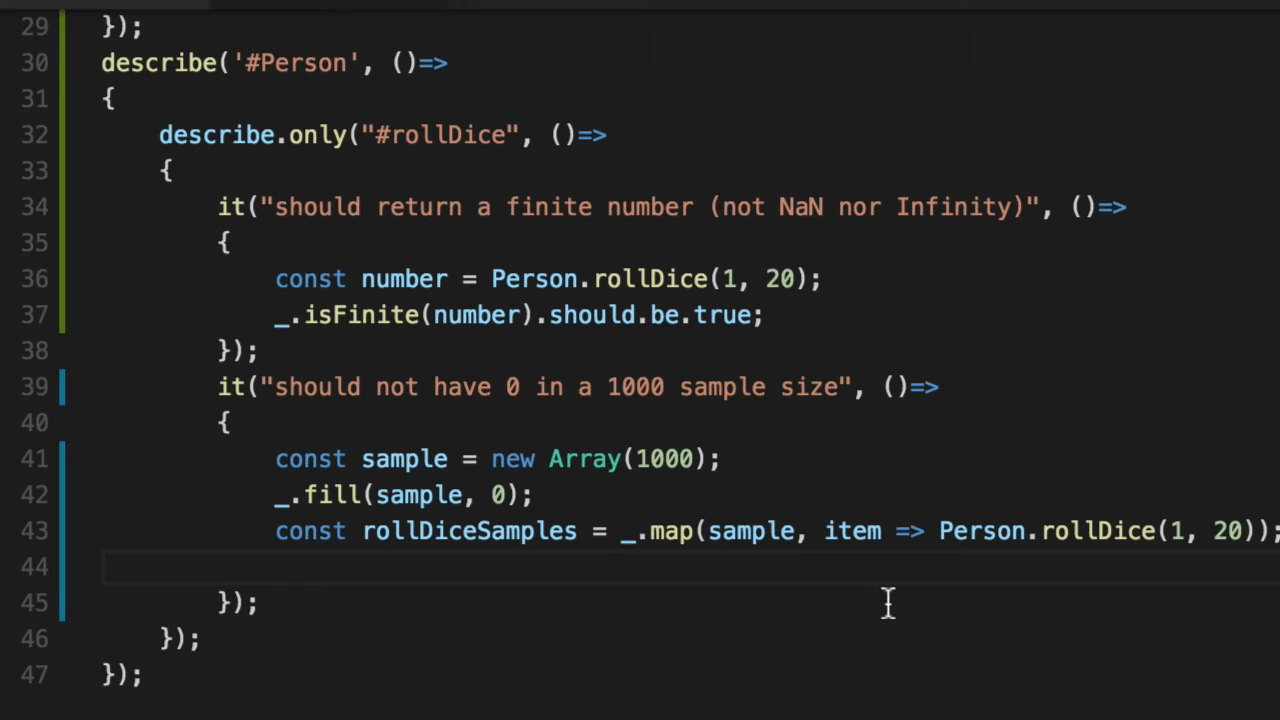 29 });
30 describe('#Person', ()=>
31 {
32     describe.only("#rollDice", ()=>
33     {
34         it("should return a finite number (not NaN nor Infinity)", ()=>
35         {
36             const number = Person.rollDice(1, 20);
37             _.isFinite(number).should.be.true;
38         });
39         it("should not have 0 in a 1000 sample size", ()=>
40         {
41             const sample = new Array(1000);
42             _.fill(sample, 0);
43             const rollDiceSamples = _.map(sample, item => Person.rollDice(1, 20));
44
45         });
46     });
47 });